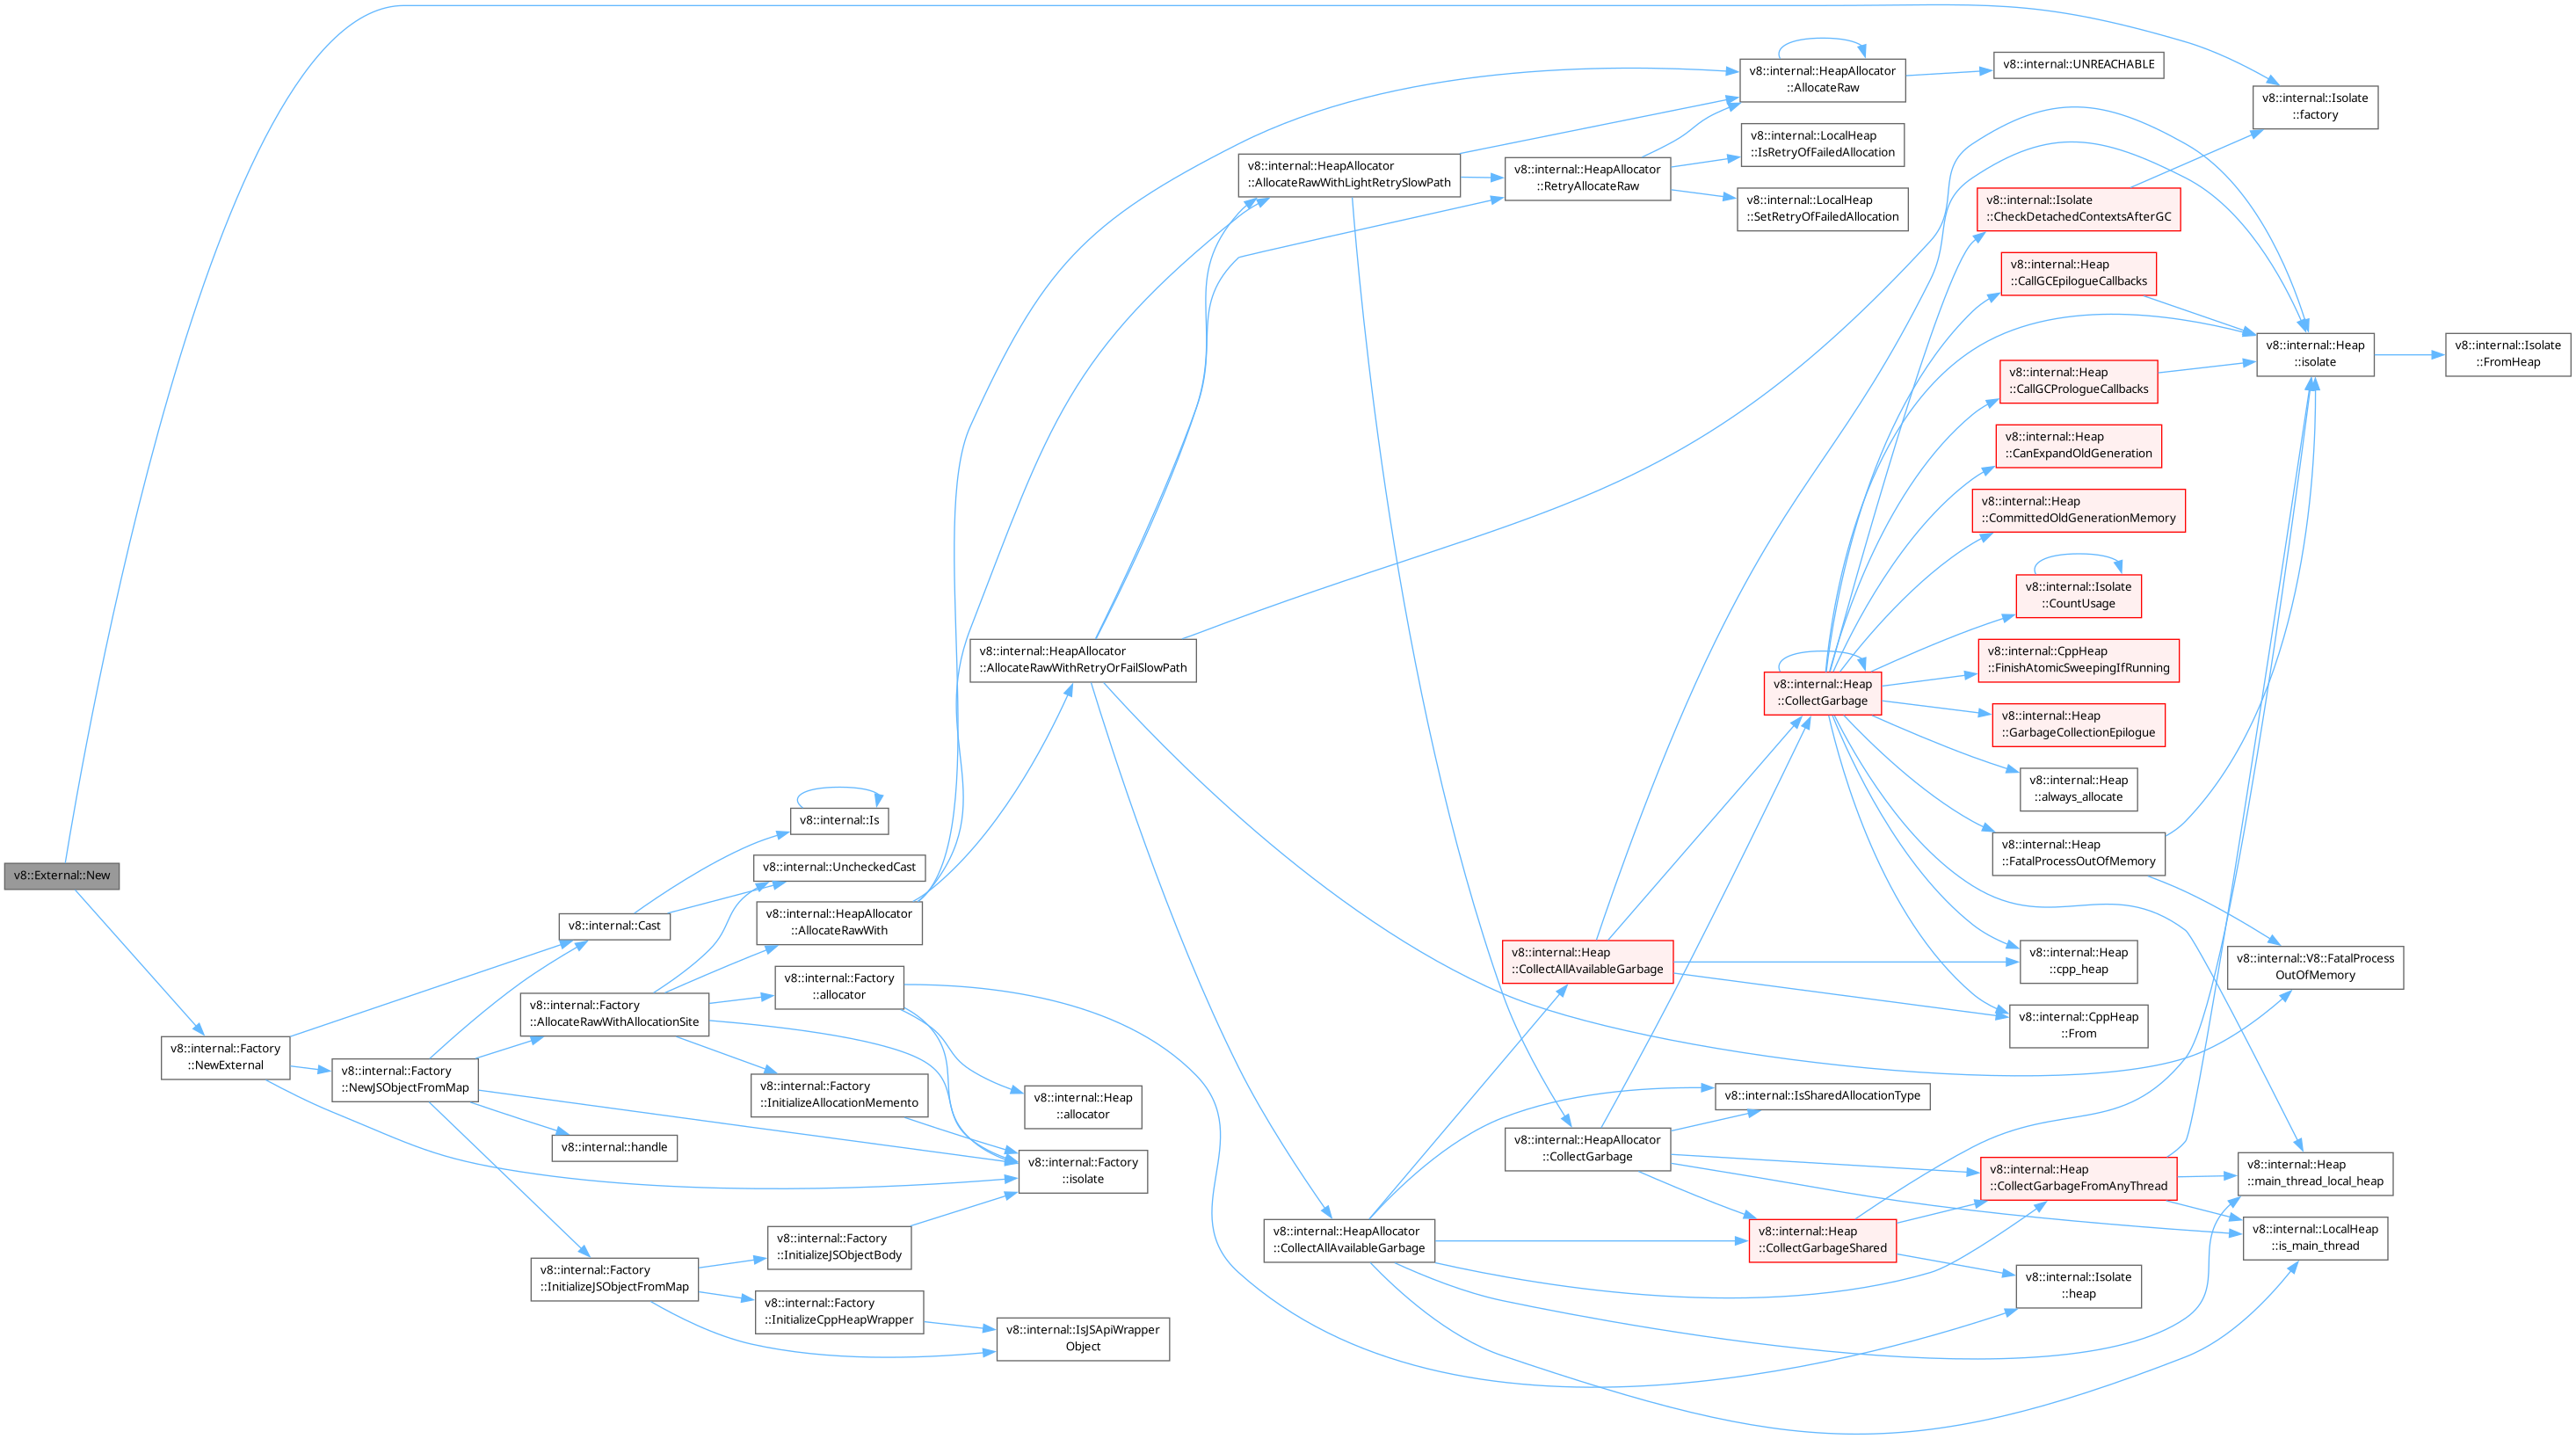 v8::External::New
v8::internal::Factory
::NewExternal
v8::internal::Factory
::NewJSObjectFromMap
v8::internal::Cast
v8::internal::Factory
::AllocateRawWithAllocationSite
v8::internal::handle
v8::internal::Factory
::InitializeJSObjectFromMap
v8::internal::Is
v8::internal::UncheckedCast
v8::internal::HeapAllocator
::AllocateRawWith
v8::internal::Factory
::allocator
v8::internal::Factory
::InitializeAllocationMemento
v8::internal::Factory
::InitializeJSObjectBody
v8::internal::Factory
::InitializeCppHeapWrapper
v8::internal::HeapAllocator
::AllocateRawWithRetryOrFailSlowPath
v8::internal::Heap
::allocator
v8::internal::Factory
::isolate
v8::internal::IsJSApiWrapper
Object
v8::internal::HeapAllocator
::AllocateRawWithLightRetrySlowPath
v8::internal::HeapAllocator
::CollectAllAvailableGarbage
v8::internal::HeapAllocator
::RetryAllocateRaw
v8::internal::Heap
::CollectAllAvailableGarbage
v8::internal::HeapAllocator
::CollectGarbage
v8::internal::HeapAllocator
::AllocateRaw
v8::internal::LocalHeap
::IsRetryOfFailedAllocation
v8::internal::LocalHeap
::SetRetryOfFailedAllocation
v8::internal::Heap
::CollectGarbage
v8::internal::IsSharedAllocationType
v8::internal::Heap
::CollectGarbageShared
v8::internal::UNREACHABLE
v8::internal::Isolate
::CheckDetachedContextsAfterGC
v8::internal::Heap
::CallGCEpilogueCallbacks
v8::internal::Heap
::CallGCPrologueCallbacks
v8::internal::Heap
::CanExpandOldGeneration
v8::internal::Heap
::CommittedOldGenerationMemory
v8::internal::Isolate
::CountUsage
v8::internal::CppHeap
::FinishAtomicSweepingIfRunning
v8::internal::Heap
::GarbageCollectionEpilogue
v8::internal::Heap
::always_allocate
v8::internal::Heap
::FatalProcessOutOfMemory
v8::internal::Heap
::cpp_heap
v8::internal::CppHeap
::From
v8::internal::Heap
::CollectGarbageFromAnyThread
v8::internal::Isolate
::heap
v8::internal::Isolate
::factory
v8::internal::Heap
::isolate
v8::internal::V8::FatalProcess
OutOfMemory
v8::internal::Heap
::main_thread_local_heap
v8::internal::LocalHeap
::is_main_thread
v8::internal::Isolate
::FromHeap